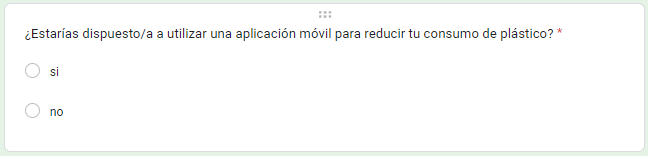 ¿Estarías dispuesto/a a utilizar una aplicación móvil para reducir tu consumo de plástico? *
si
no